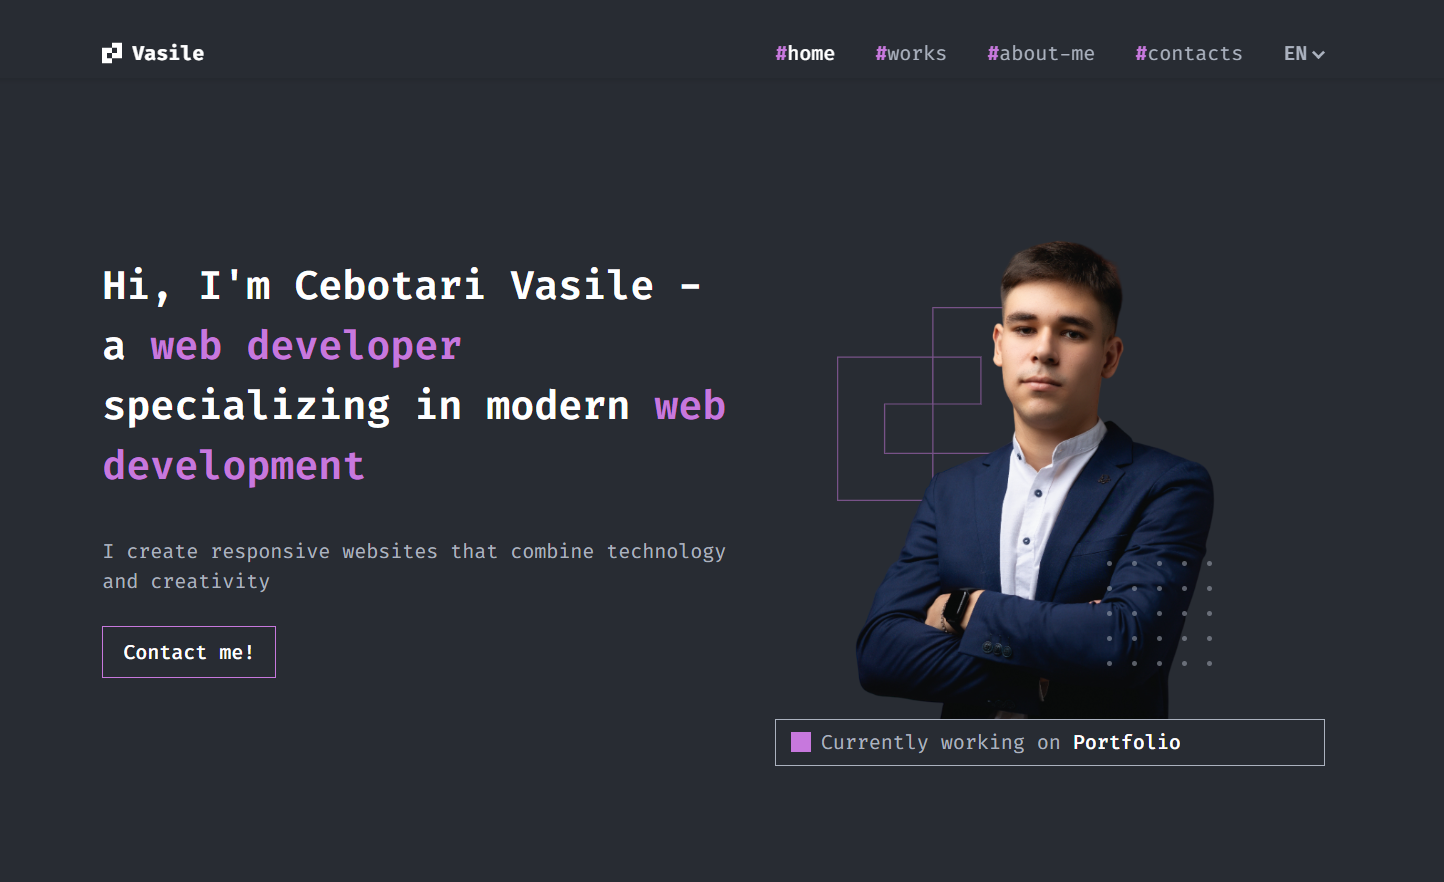 Vasile
#home #works #about-me #contacts EN
Hi, I'm Cebotari Vasile -
a web developer
specializing in modern web
development
I create responsive websites that combine technology
and creativity
Contact me!
Currently working on Portfolio